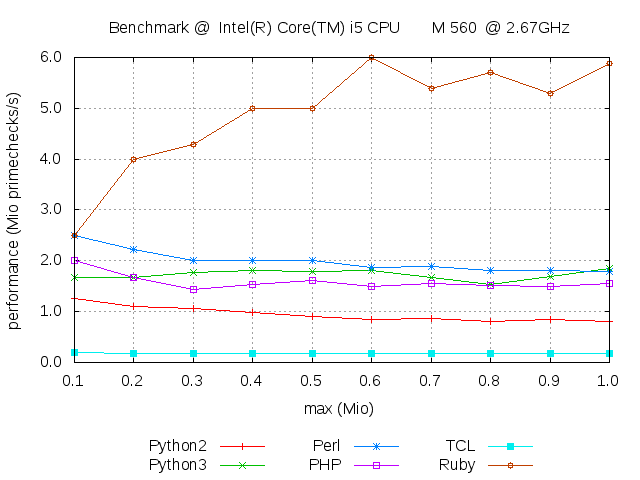 Benchmark @ Intel(R) Core(TM) i5 CPU M 560 @ 2.67GHz
6.0
5.0
4.0
3.0
2.0
1.0
0.0
performance (Mio primechecks/s)
0.1 0.2 0.3 0.4 0.5 0.6 0.7 0.8 0.9 1.0
max (Mio)
Python2 Perl TCL
Python3 PHP Ruby